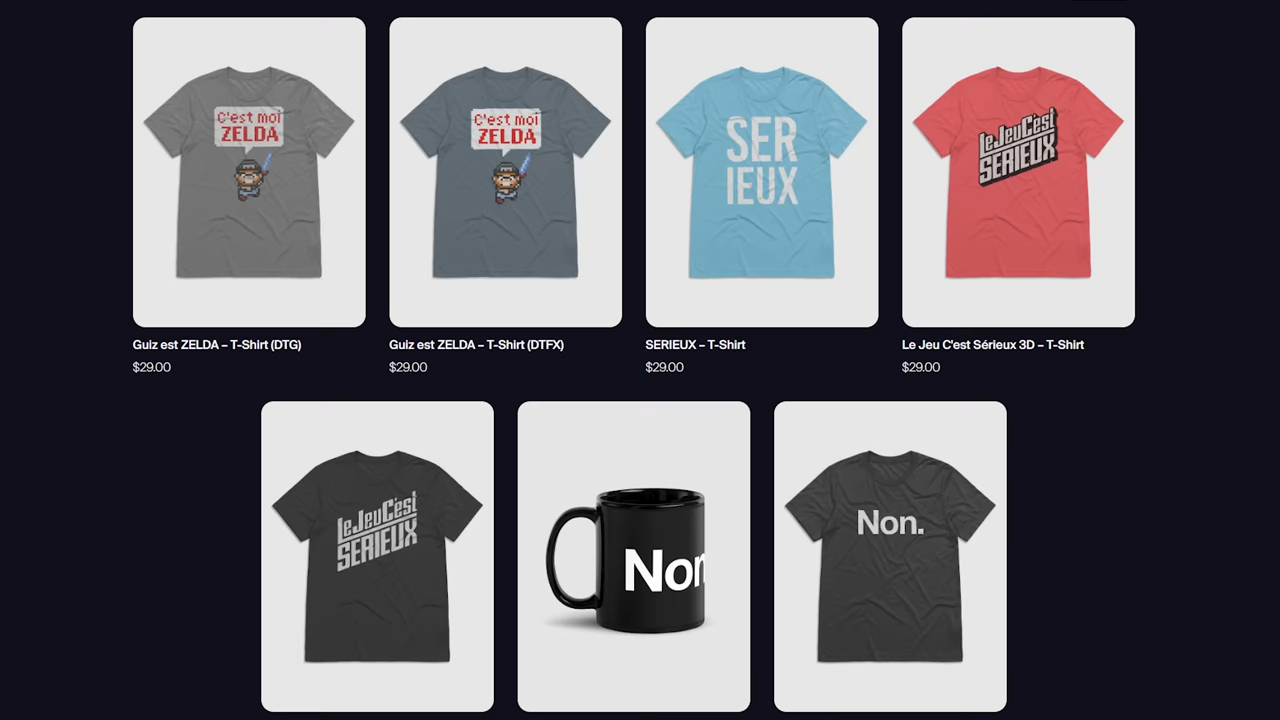 C'est moi
ZELDA
C'est moi
ZELDA
SER
IEUX
Le Jeu C'est
SERIEUX
Guiz est ZELDA – T-Shirt (DTG)
$29.00
Guiz est ZELDA – T-Shirt (DTFX)
$29.00
SERIEUX – T-Shirt
$29.00
Le Jeu C'est Sérieux 3D – T-Shirt
$29.00
Le Jeu C'est
SERIEUX
Non
Non.